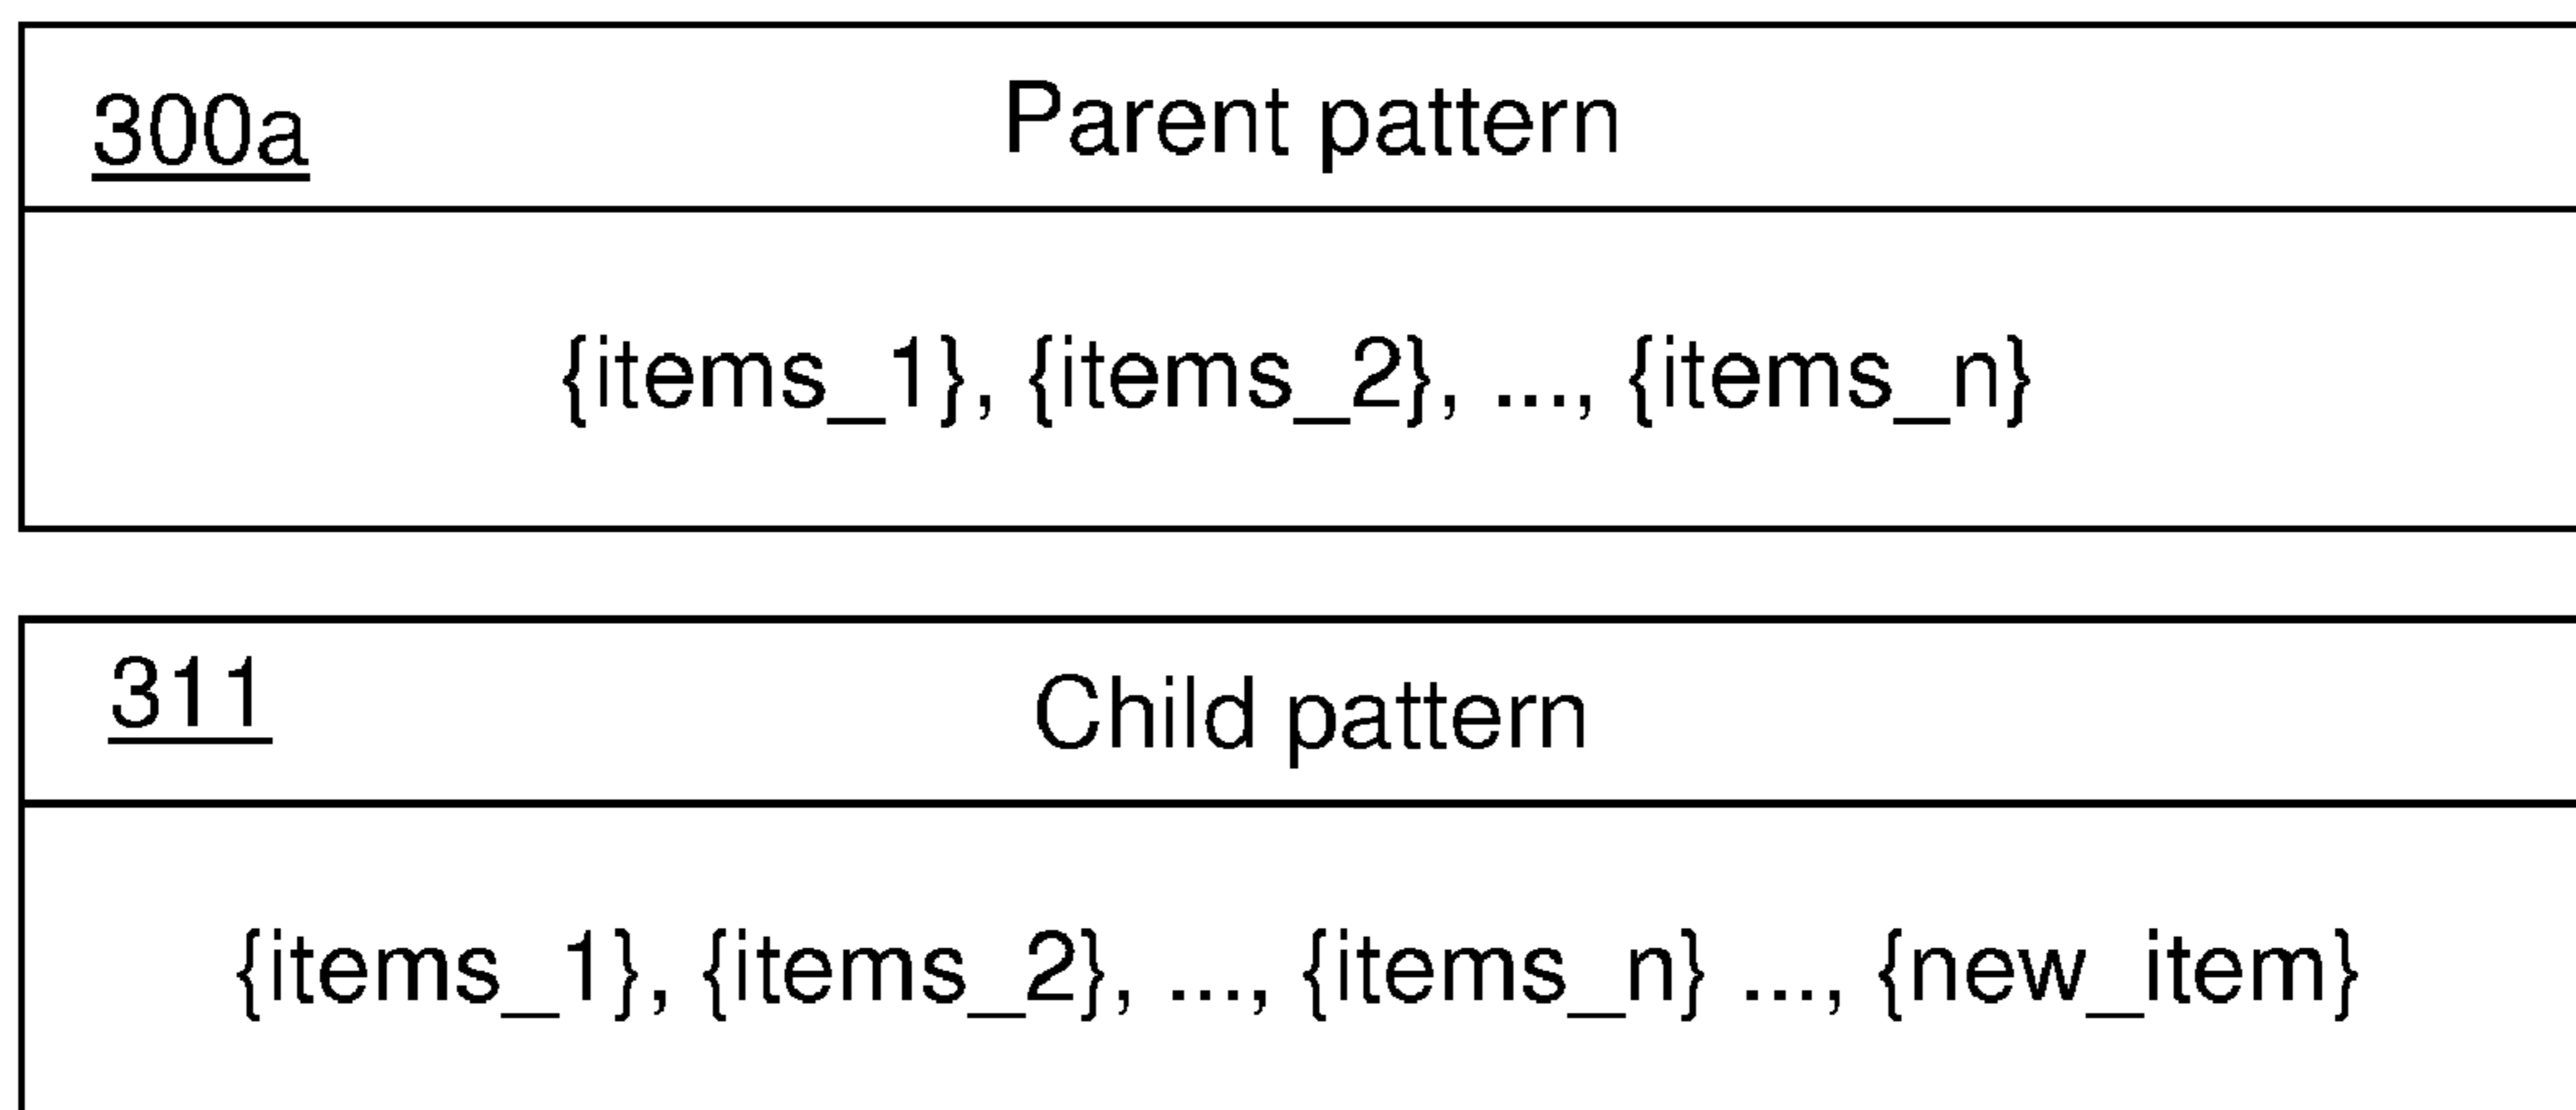 300a
Parent pattern
{items_1}, {items_2}, ..., {items_n}
311
Child pattern
{items_1}, {items_2}, ..., {items_n} ..., {new_item}